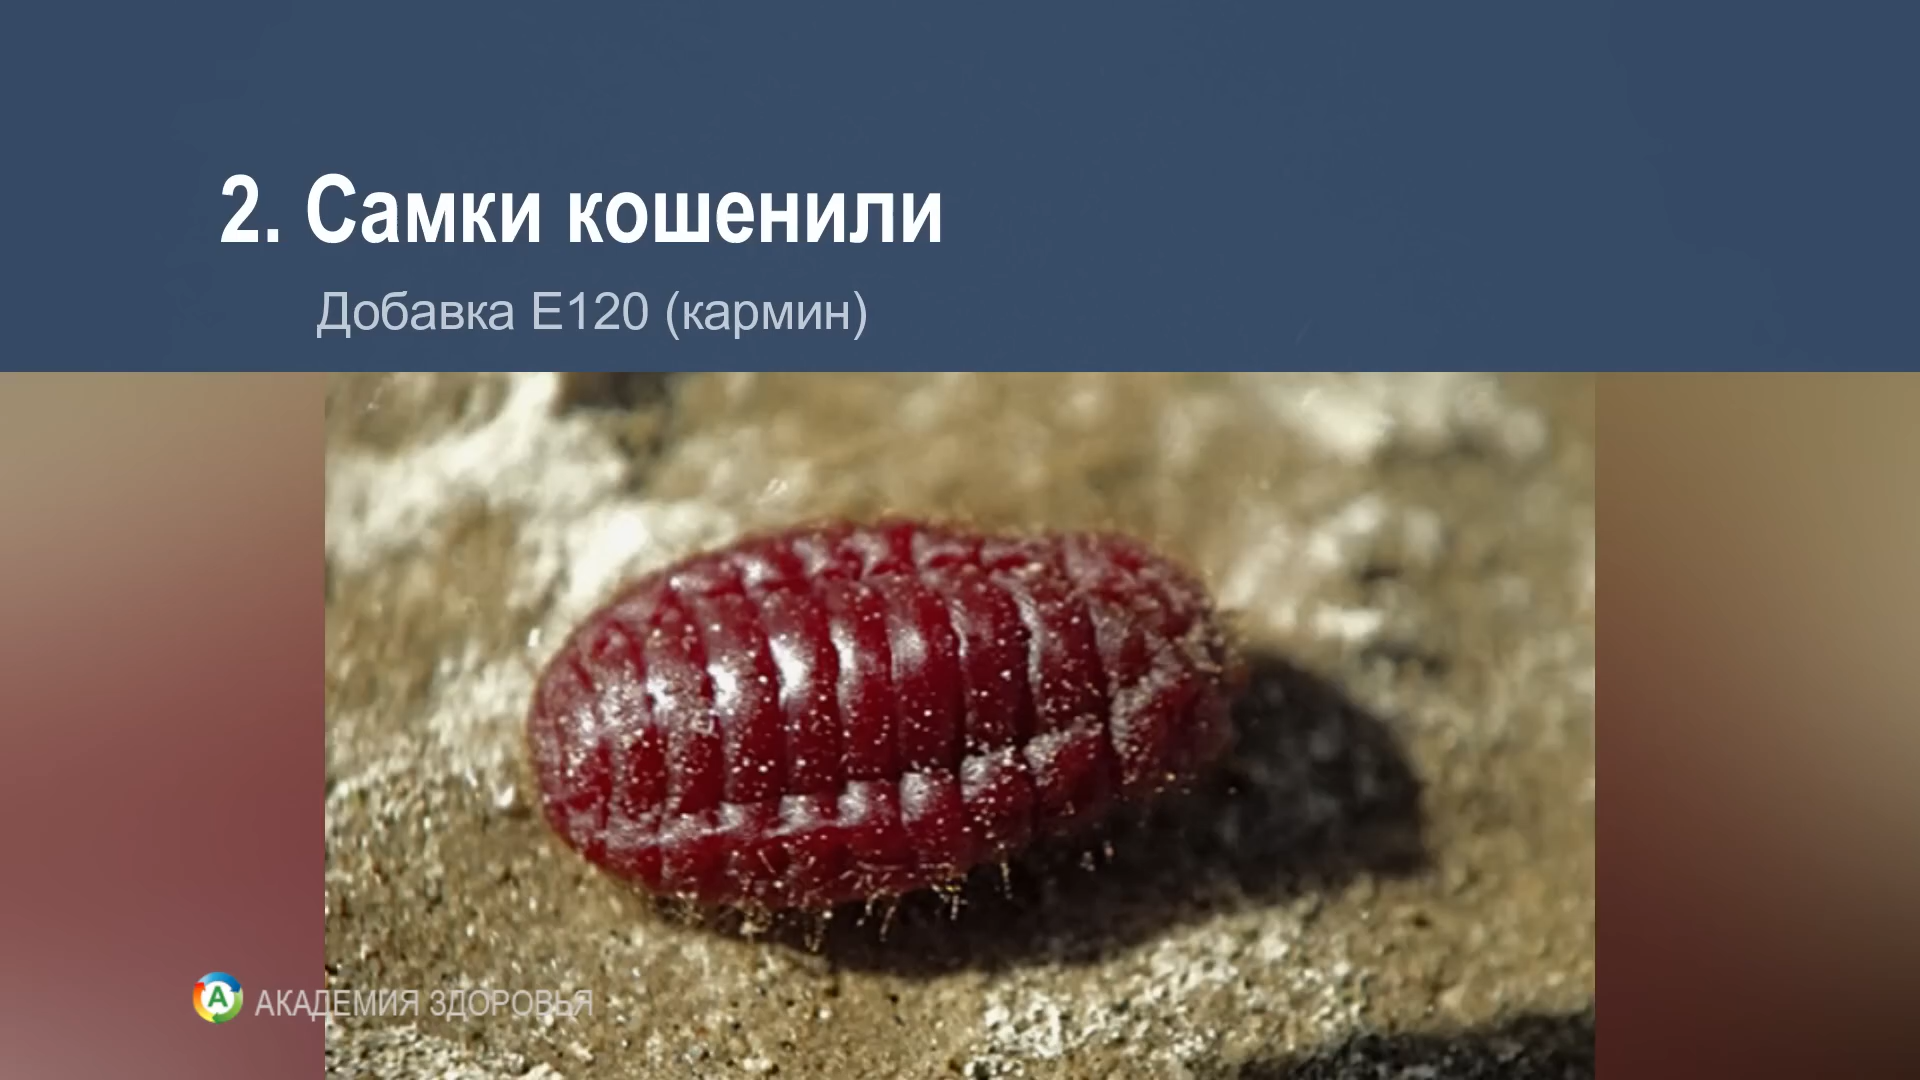 2. Самки кошенили
Добавка Е120 (кармин)
А АКАДЕМИЯ ЗДОРОВЬЯ